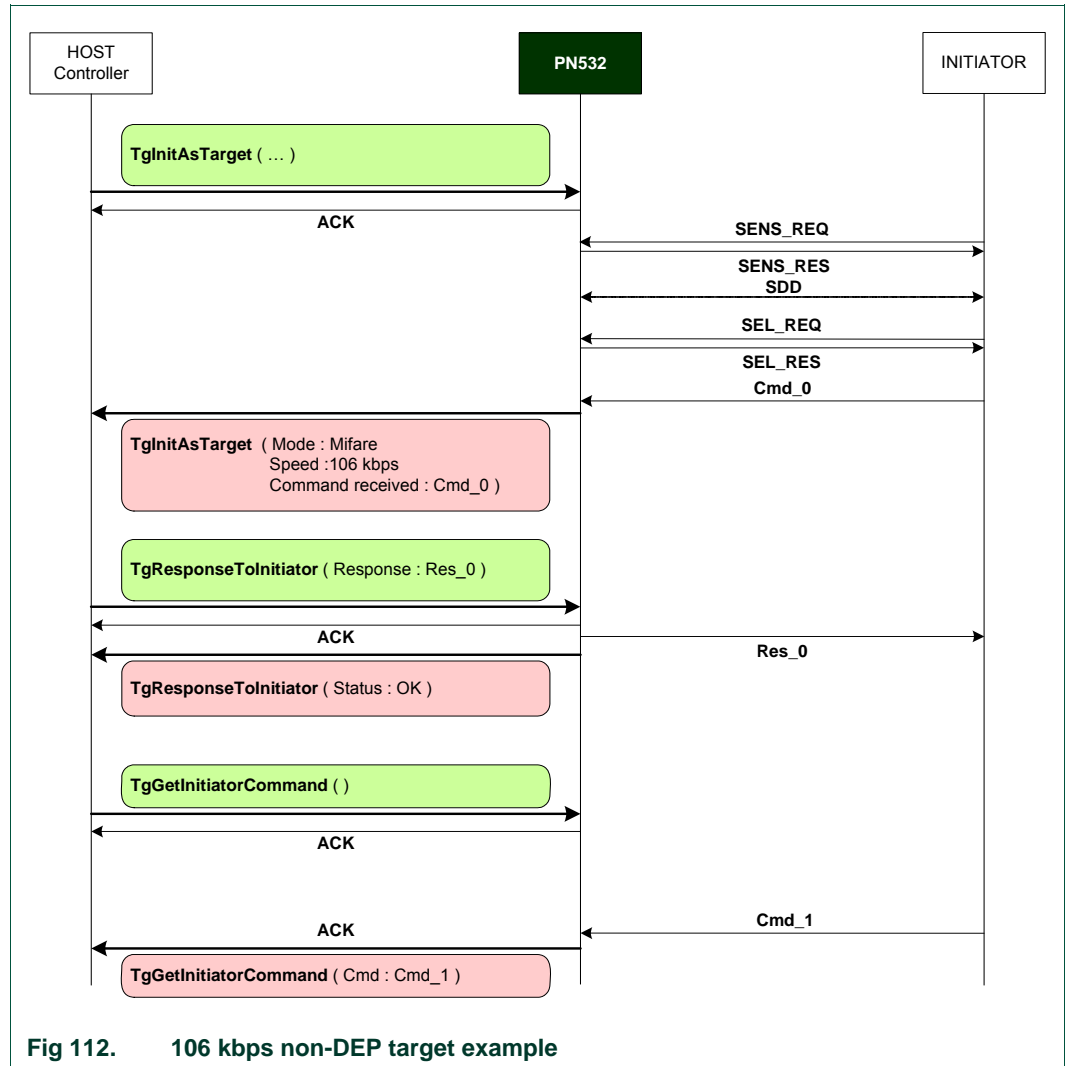 HOST
Controller
PN532
INITIATOR
TgInitAsTarget ( … )
ACK
SENS_REQ
SENS_RES
SDD
SEL_REQ
SEL_RES
Cmd_0
TgInitAsTarget ( Mode : Mifare
Speed :106 kbps
Command received : Cmd_0 )
TgResponseToInitiator ( Response : Res_0 )
ACK
Res_0
TgResponseToInitiator ( Status : OK )
TgGetInitiatorCommand ( )
ACK
Cmd_1
ACK
TgGetInitiatorCommand ( Cmd : Cmd_1 )
Fig 112. 106 kbps non-DEP target example